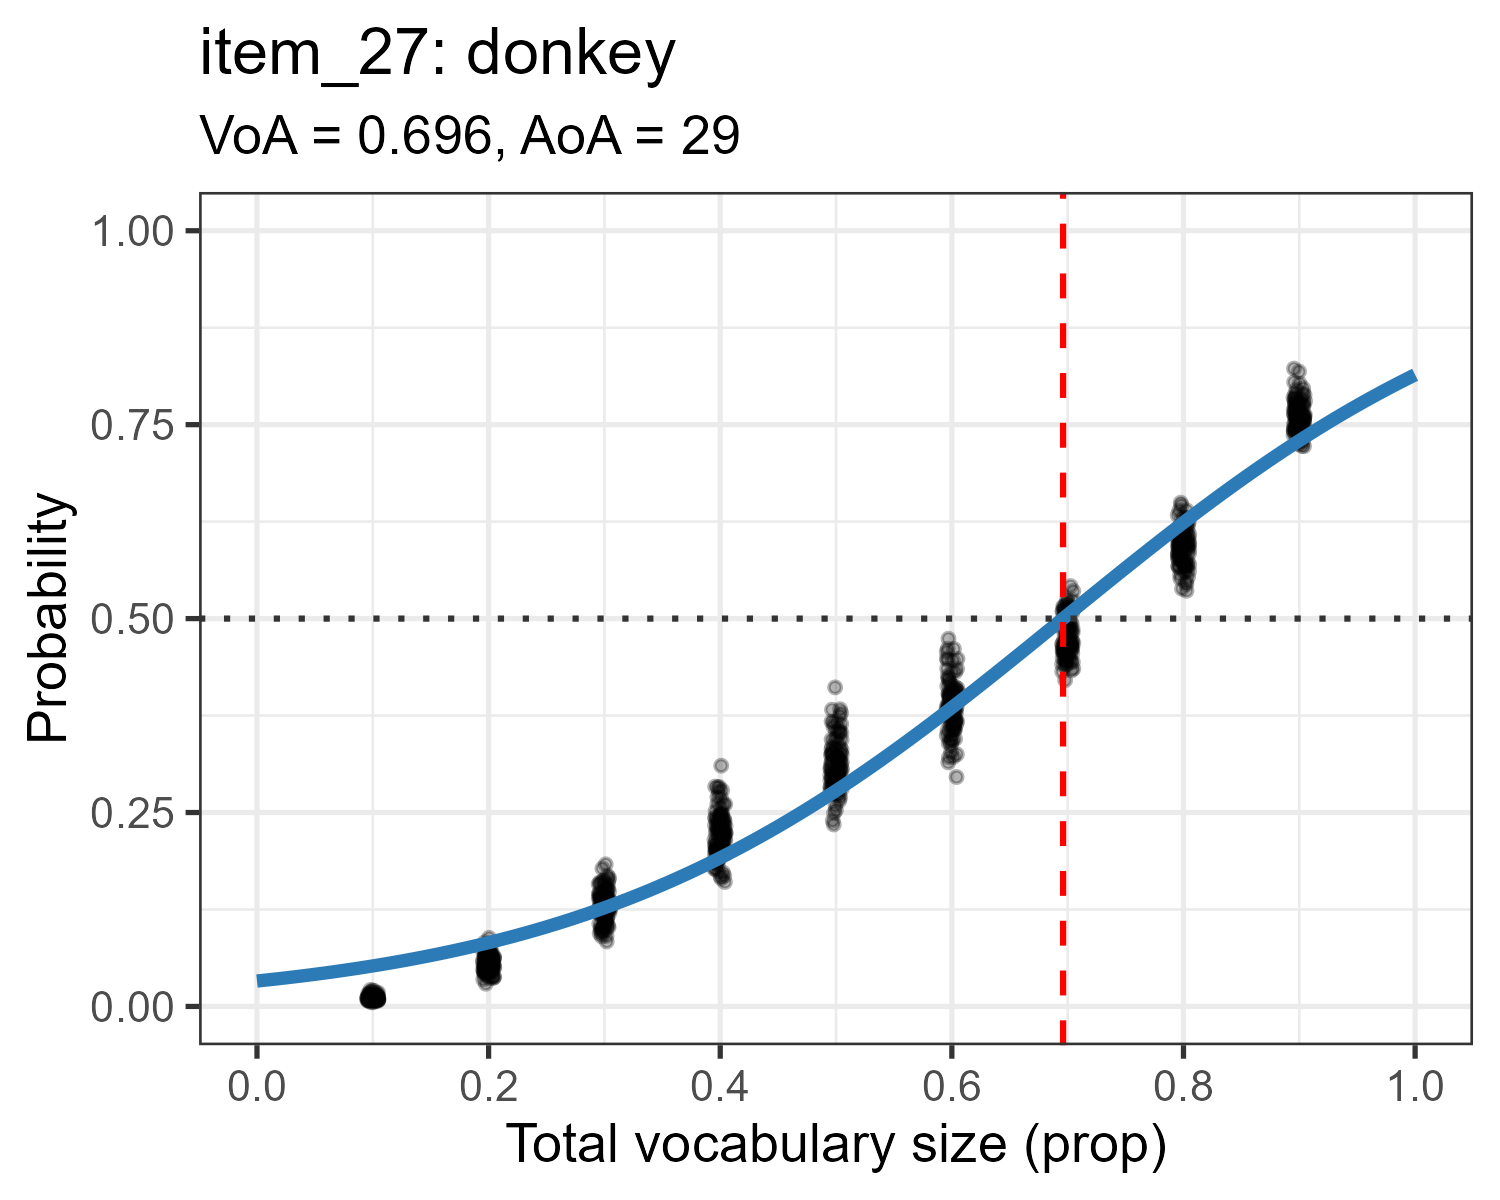 item_27: donkey
VoA = 0.696, AoA = 29
1.00
0.75
0.50
0.25
0.00
Probability
0.0 0.2 0.4 0.6 0.8 1.0
Total vocabulary size (prop)